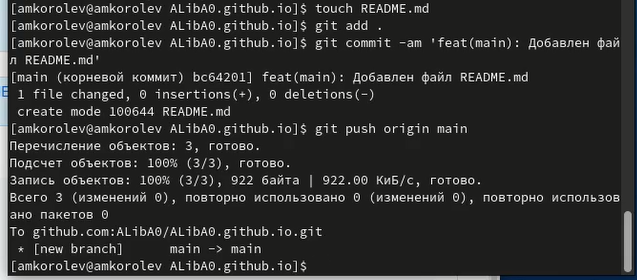 [amkorolev@amkorolev ALibA0.github.io]$ touch README.md
[amkorolev@amkorolev ALibA0.github.io]$ git add .
[amkorolev@amkorolev ALibA0.github.io]$ git commit -am 'feat(main): Добавлен фай
л README.md'
[main (корневой коммит) bc64201] feat(main): Добавлен файл README.md
 1 file changed, 0 insertions(+), 0 deletions(-)
 create mode 100644 README.md
[amkorolev@amkorolev ALibA0.github.io]$ git push origin main
Перечисление объектов: 3, готово.
Подсчет объектов: 100% (3/3), готово.
Запись объектов: 100% (3/3), 922 байта | 922.00 КиБ/с, готово.
Всего 3 (изменений 0), повторно использовано 0 (изменений 0), повторно использов
ано пакетов 0
To github.com:ALibA0/ALibA0.github.io.git
 * [new branch]      main -> main
[amkorolev@amkorolev ALibA0.github.io]$